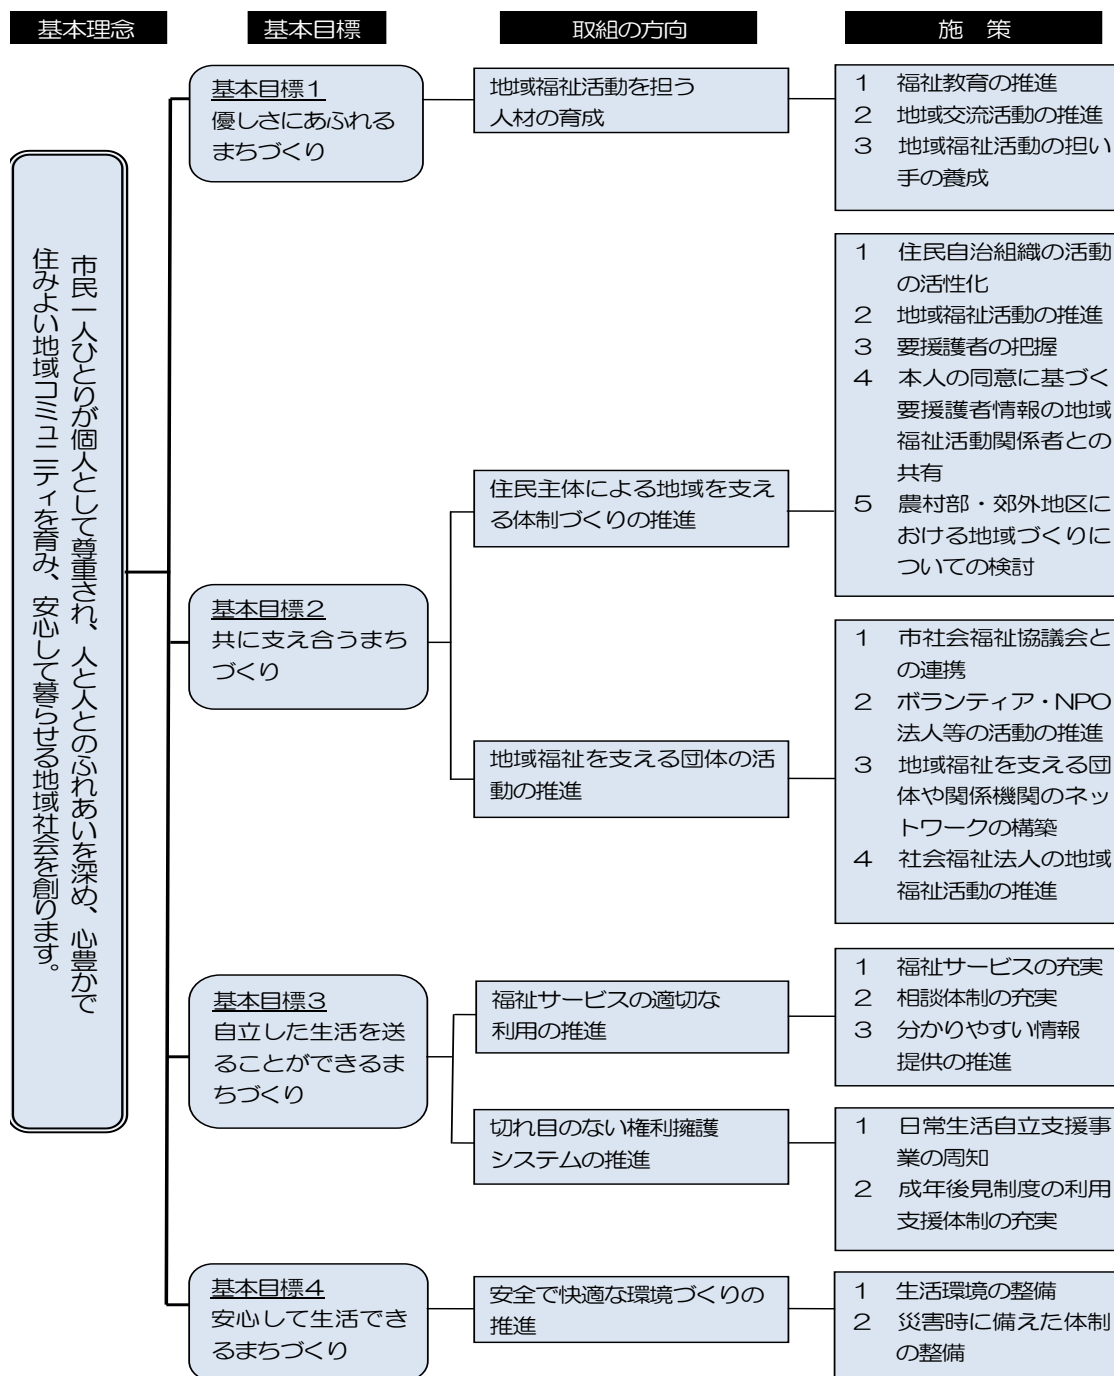 基本理念
基本目標
取組の方向
施　策
市民一人ひとりが個人として尊重され、人と人とのふれあいを深め、心豊かで
住みよい地域コミュニティを育み、安心して暮らせる地域社会を創ります。
基本目標１
優しさにあふれる
まちづくり
地域福祉活動を担う
人材の育成
１　福祉教育の推進
２　地域交流活動の推進
３　地域福祉活動の担い
手の養成
基本目標２
共に支え合うまち
づくり
住民主体による地域を支え
る体制づくりの推進
１　住民自治組織の活動
の活性化
２　地域福祉活動の推進
３　要援護者の把握
４　本人の同意に基づく
要援護者情報の地域
福祉活動関係者との
共有
５　農村部・郊外地区に
おける地域づくりに
ついての検討
地域福祉を支える団体の活
動の推進
１　市社会福祉協議会と
の連携
２　ボランティア・NPO
法人等の活動の推進
３　地域福祉を支える団
体や関係機関のネッ
トワークの構築
４　社会福祉法人の地域
福祉活動の推進
基本目標３
自立した生活を送
ることができるま
ちづくり
福祉サービスの適切な
利用の推進
１　福祉サービスの充実
２　相談体制の充実
３　分かりやすい情報
提供の推進
切れ目のない権利擁護
システムの推進
１　日常生活自立支援事
業の周知
２　成年後見制度の利用
支援体制の充実
基本目標４
安心して生活でき
るまちづくり
安全で快適な環境づくりの
推進
１　生活環境の整備
２　災害時に備えた体制
の整備